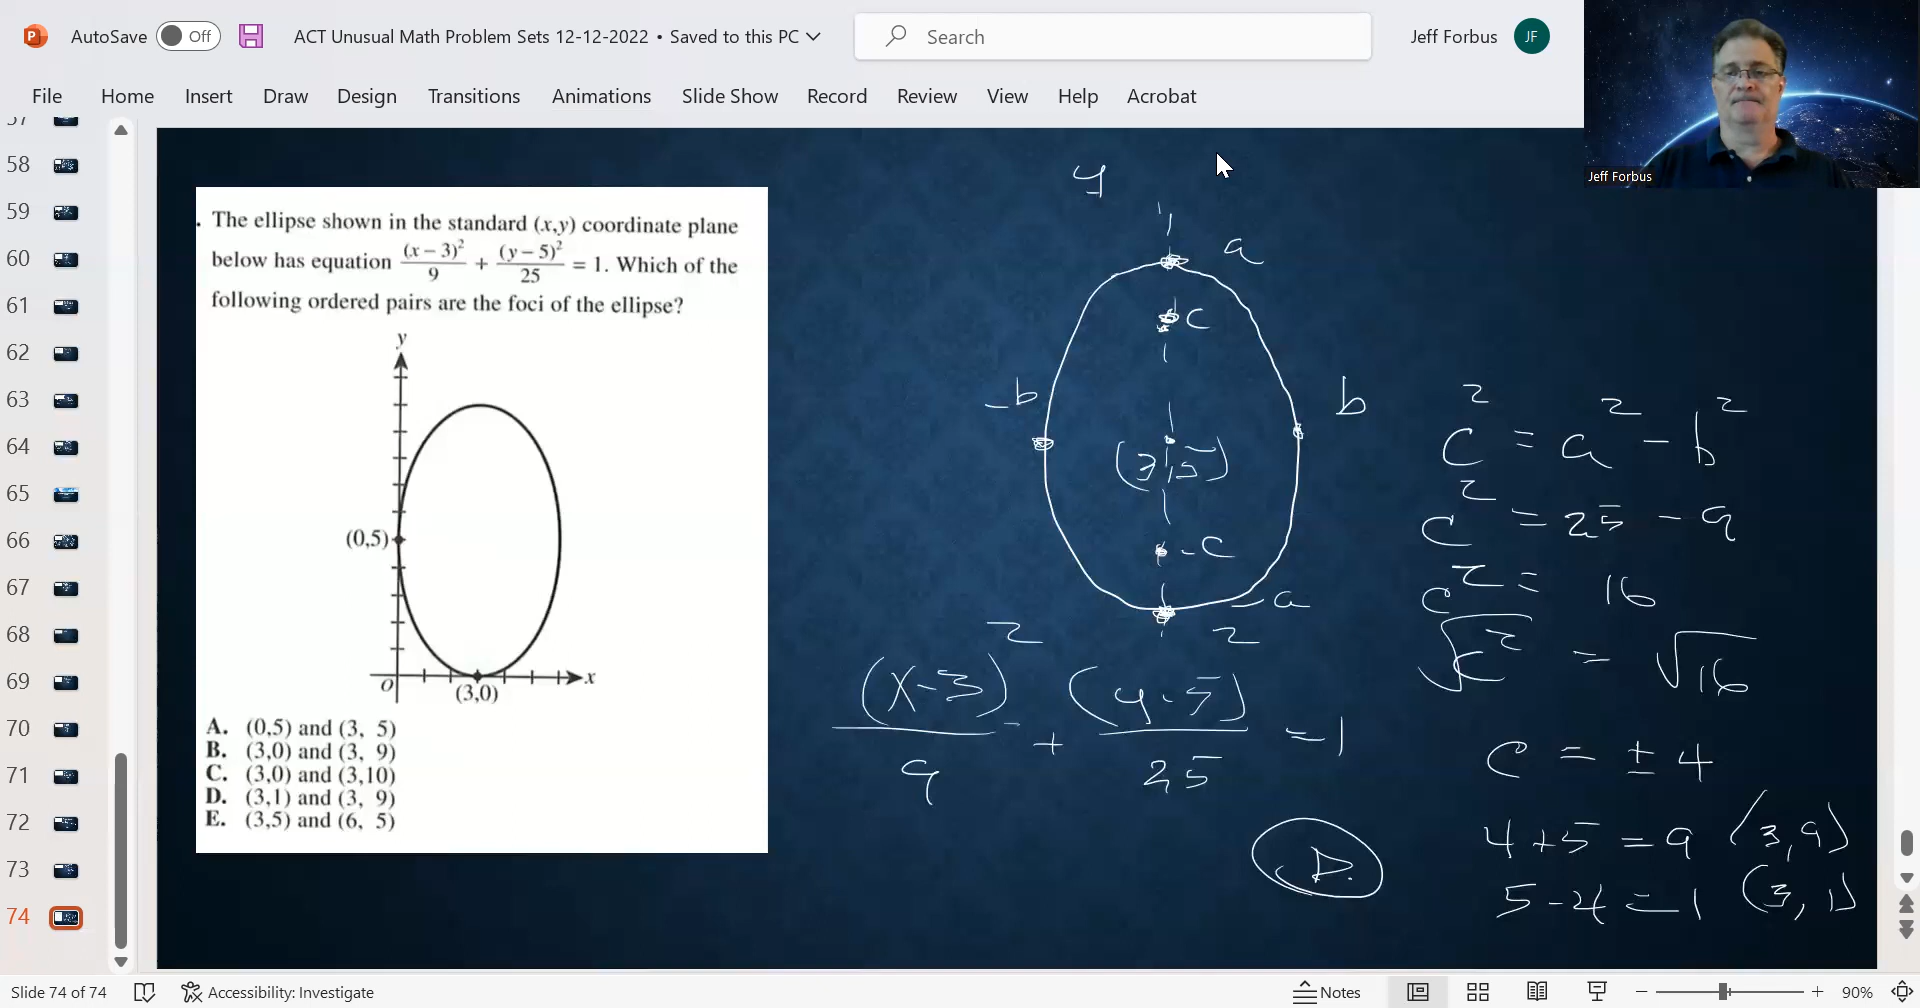 AutoSave Off ACT Unusual Math Problem Sets 12-12-2022 • Saved to this PC Search Jeff Forbus JF
File Home Insert Draw Design Transitions Animations Slide Show Record Review View Help Acrobat
Jeff Forbus
57
58
59
60
61
62
63
64
65
66
67
68
69
70
71
72
73
74
. The ellipse shown in the standard (x,y) coordinate plane
below has equation (x – 3)²/9 + (y – 5)²/25 = 1. Which of the
following ordered pairs are the foci of the ellipse?
y
(0,5)
O
(3,0)
x
A. (0,5) and (3, 5)
B. (3,0) and (3, 9)
C. (3,0) and (3,10)
D. (3,1) and (3, 9)
E. (3,5) and (6, 5)
a
c
-b
b
(3,5)
-c
-a
(x-3)²/9 + (y-5)²/25 = 1
c² = a² - b²
c² = 25 - 9
c² = 16
√c² = √16
c = ± 4
4+5 = 9 (3,9)
5-4 = 1 (3,1)
D.
Slide 74 of 74 Accessibility: Investigate Notes 90%